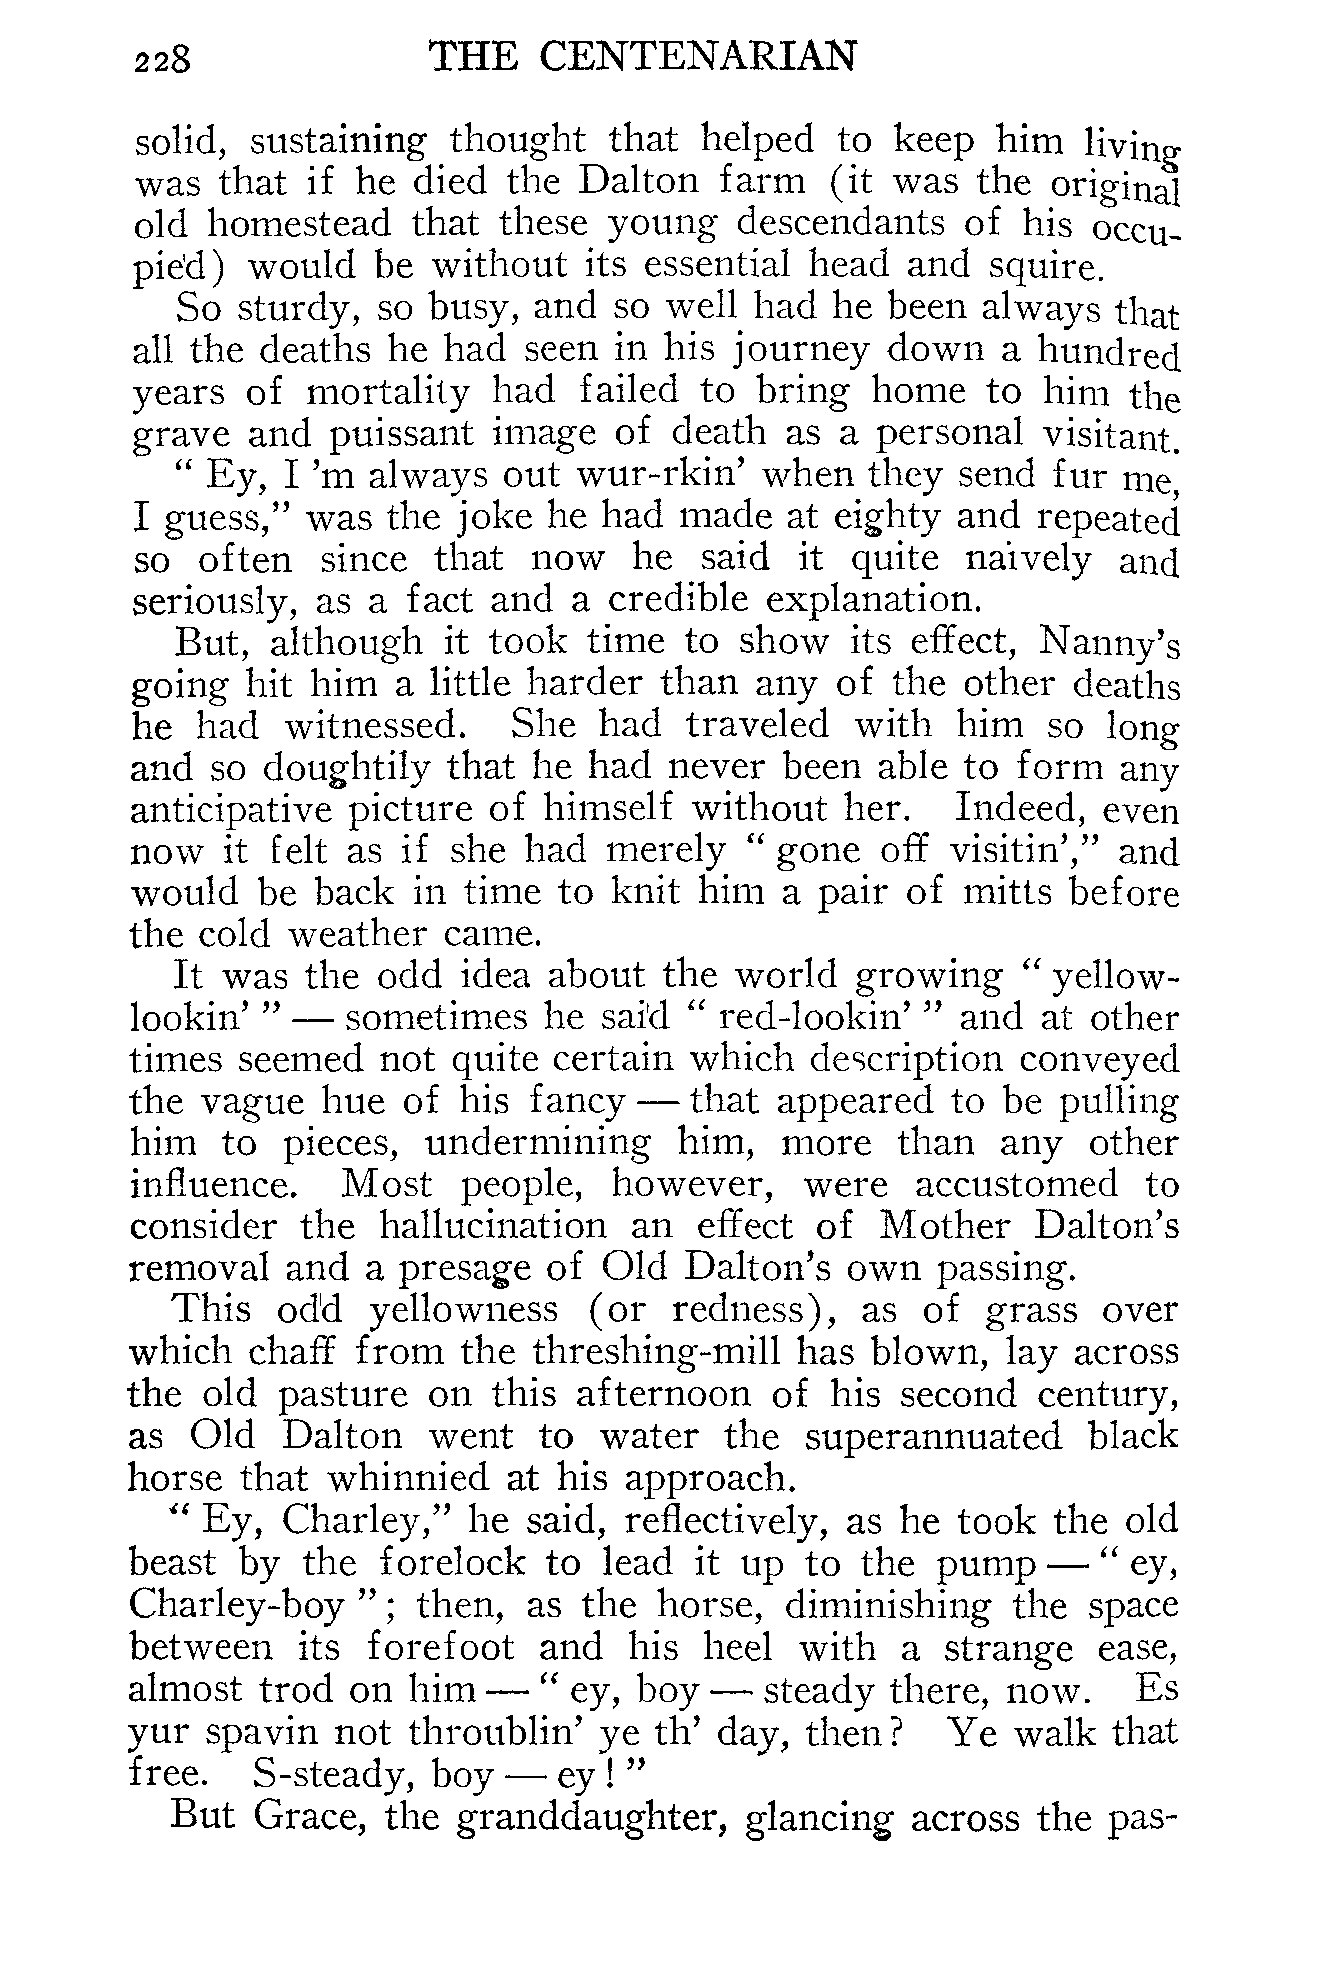 228 THE CENTENARIAN
solid, sustaining thought that helped to keep him living
was that if he died the Dalton farm (it was the original
old homestead that these young descendants of his occu-
pied) would be without its essential head and squire.
So sturdy, so busy, and so well had he been always that
all the deaths he had seen in his journey down a hundred
years of mortality had failed to bring home to him the
grave and puissant image of death as a personal visitant.
“ Ey, I ’m always out wur-rkin’ when they send fur me,
I guess,” was the joke he had made at eighty and repeated
so often since that now he said it quite naively and
seriously, as a fact and a credible explanation.
But, although it took time to show its effect, Nanny’s
going hit him a little harder than any of the other deaths
he had witnessed. She had traveled with him so long
and so doughtily that he had never been able to form any
anticipative picture of himself without her. Indeed, even
now it felt as if she had merely “ gone off visitin’,” and
would be back in time to knit him a pair of mitts before
the cold weather came.
It was the odd idea about the world growing “ yellow-
lookin’ ” — sometimes he said “ red-lookin’ ” and at other
times seemed not quite certain which description conveyed
the vague hue of his fancy — that appeared to be pulling
him to pieces, undermining him, more than any other
influence. Most people, however, were accustomed to
consider the hallucination an effect of Mother Dalton’s
removal and a presage of Old Dalton’s own passing.
This odd yellowness (or redness), as of grass over
which chaff from the threshing-mill has blown, lay across
the old pasture on this afternoon of his second century,
as Old Dalton went to water the superannuated black
horse that whinnied at his approach.
“ Ey, Charley,” he said, reflectively, as he took the old
beast by the forelock to lead it up to the pump — “ ey,
Charley-boy ”; then, as the horse, diminishing the space
between its forefoot and his heel with a strange ease,
almost trod on him — “ ey, boy — steady there, now. Es
yur spavin not throublin’ ye th’ day, then? Ye walk that
free. S-steady, boy — ey! ”
But Grace, the granddaughter, glancing across the pas-